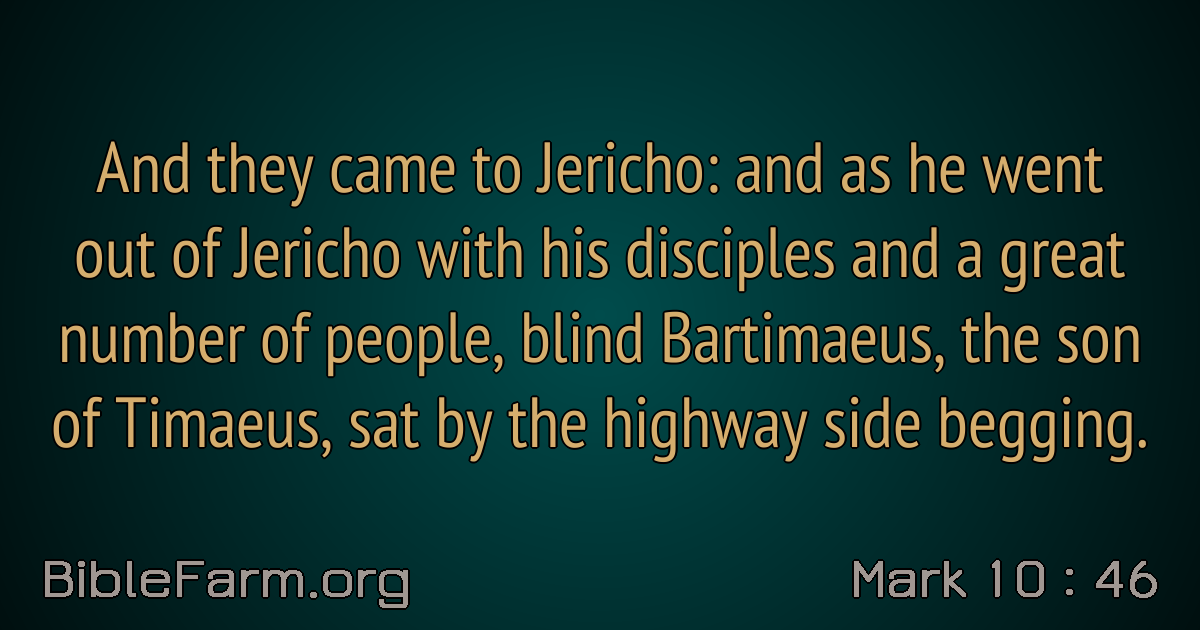 And they came to Jericho: and as he went
out of Jericho with his disciples and a great
number of people, blind Bartimaeus, the son
of Timaeus, sat by the highway side begging.
BibleFarm.org
Mark 10 : 46